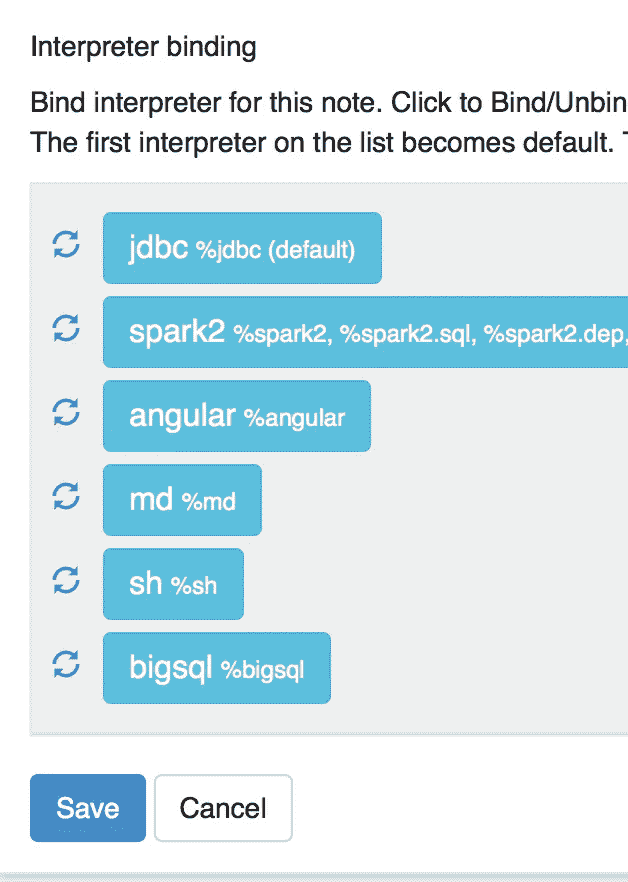 Interpreter binding
Bind interpreter for this note. Click to Bind/Unbin
The first interpreter on the list becomes default.
jdbc %jdbc (default)
spark2 %spark2, %spark2.sql, %spark2.dep,
angular %angular
md %md
sh %sh
bigsql %bigsql
Save Cancel